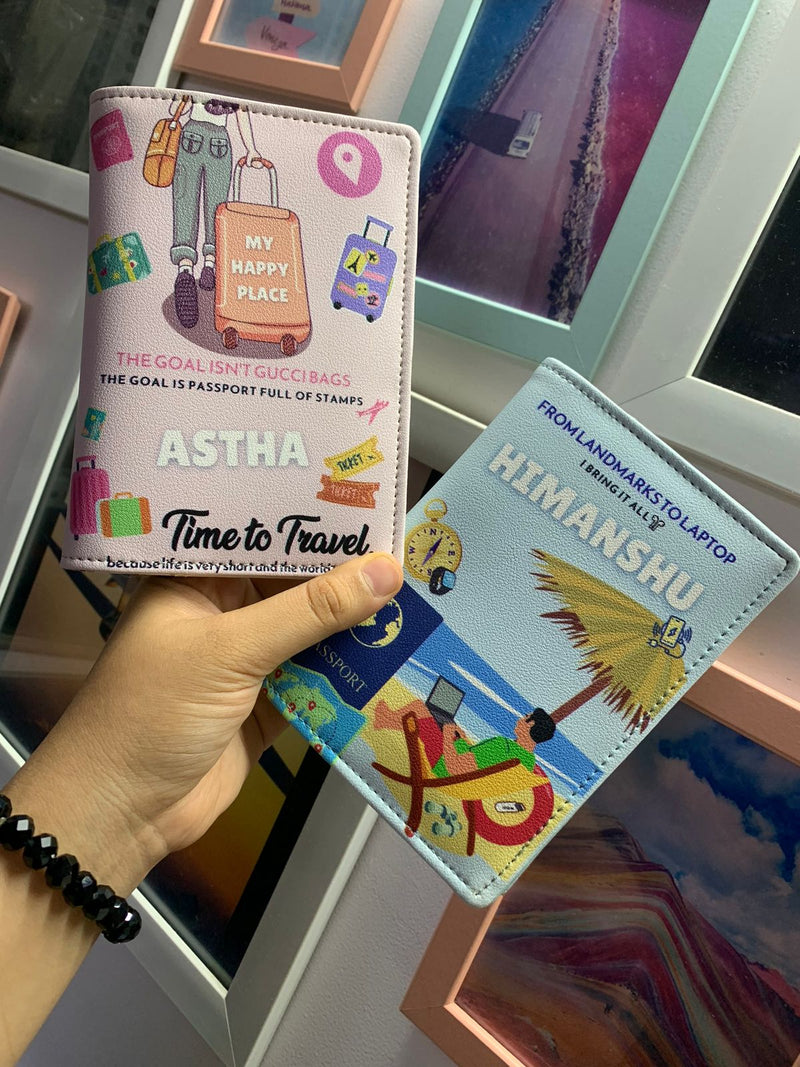 MY
HAPPY
PLACE
THE GOAL ISN'T GUCCI BAGS
THE GOAL IS PASSPORT FULL OF STAMPS
ASTHA
TICKET
TICKET
Time to Travel
because life is very short and the world
FROM LANDMARKS TO LAPTOP
I BRING IT ALL
HIMANSHU
N
E
S
W
PASSPORT